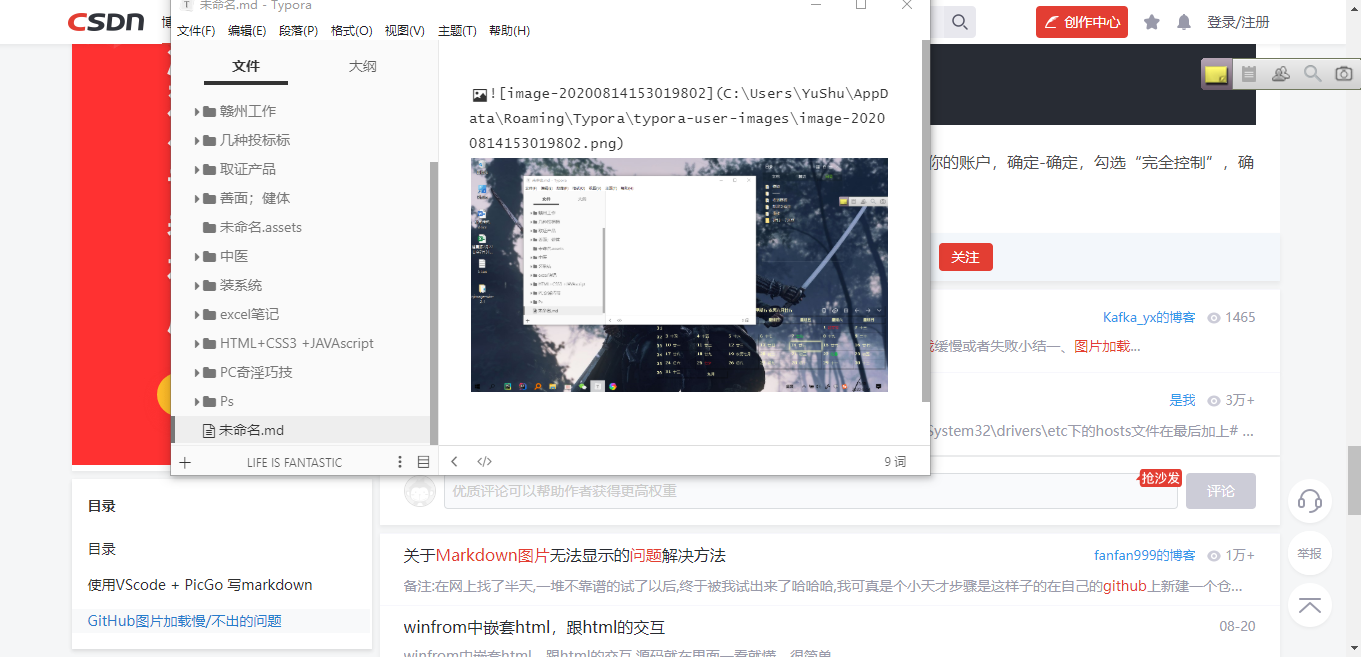 CSDN 博
未命名.md - Typora
创作中心
登录/注册
文件(F) 编辑(E) 段落(P) 格式(O) 视图(V) 主题(T) 帮助(H)
文件 大纲
赣州工作
几种投标标
取证产品
善面；健体
未命名.assets
中医
装系统
excel笔记
HTML+CSS3 +JAVAscript
PC奇淫巧技
Ps
未命名.md
LIFE IS FANTASTIC
![image-20200814153019802](C:\Users\YuShu\AppD
ata\Roaming\Typora\typora-user-images\image-2020
0814153019802.png)
</> 9 词
你的账户，确定-确定，勾选“完全控制”，确
关注
Kafka_yx的博客 1465
缓慢或者失败小结一、图片加载...
是我 3万+
System32\drivers\etc下的hosts文件在最后加上# ...
优质评论可以帮助作者获得更高权重
抢沙发
评论
目录
目录
使用VScode + PicGo 写markdown
GitHub图片加载慢/不出的问题
关于Markdown图片无法显示的问题解决方法 fanfan999的博客 1万+
备注:在网上找了半天,一堆不靠谱的试了以后,终于被我试出来了哈哈哈,我可真是个小天才步骤是这样子的在自己的github上新建一个仓...
winfrom中嵌套html，跟html的交互 08-20
winfrom中嵌套html，跟html的交互,源码就在里面一看就懂，很简单
举报